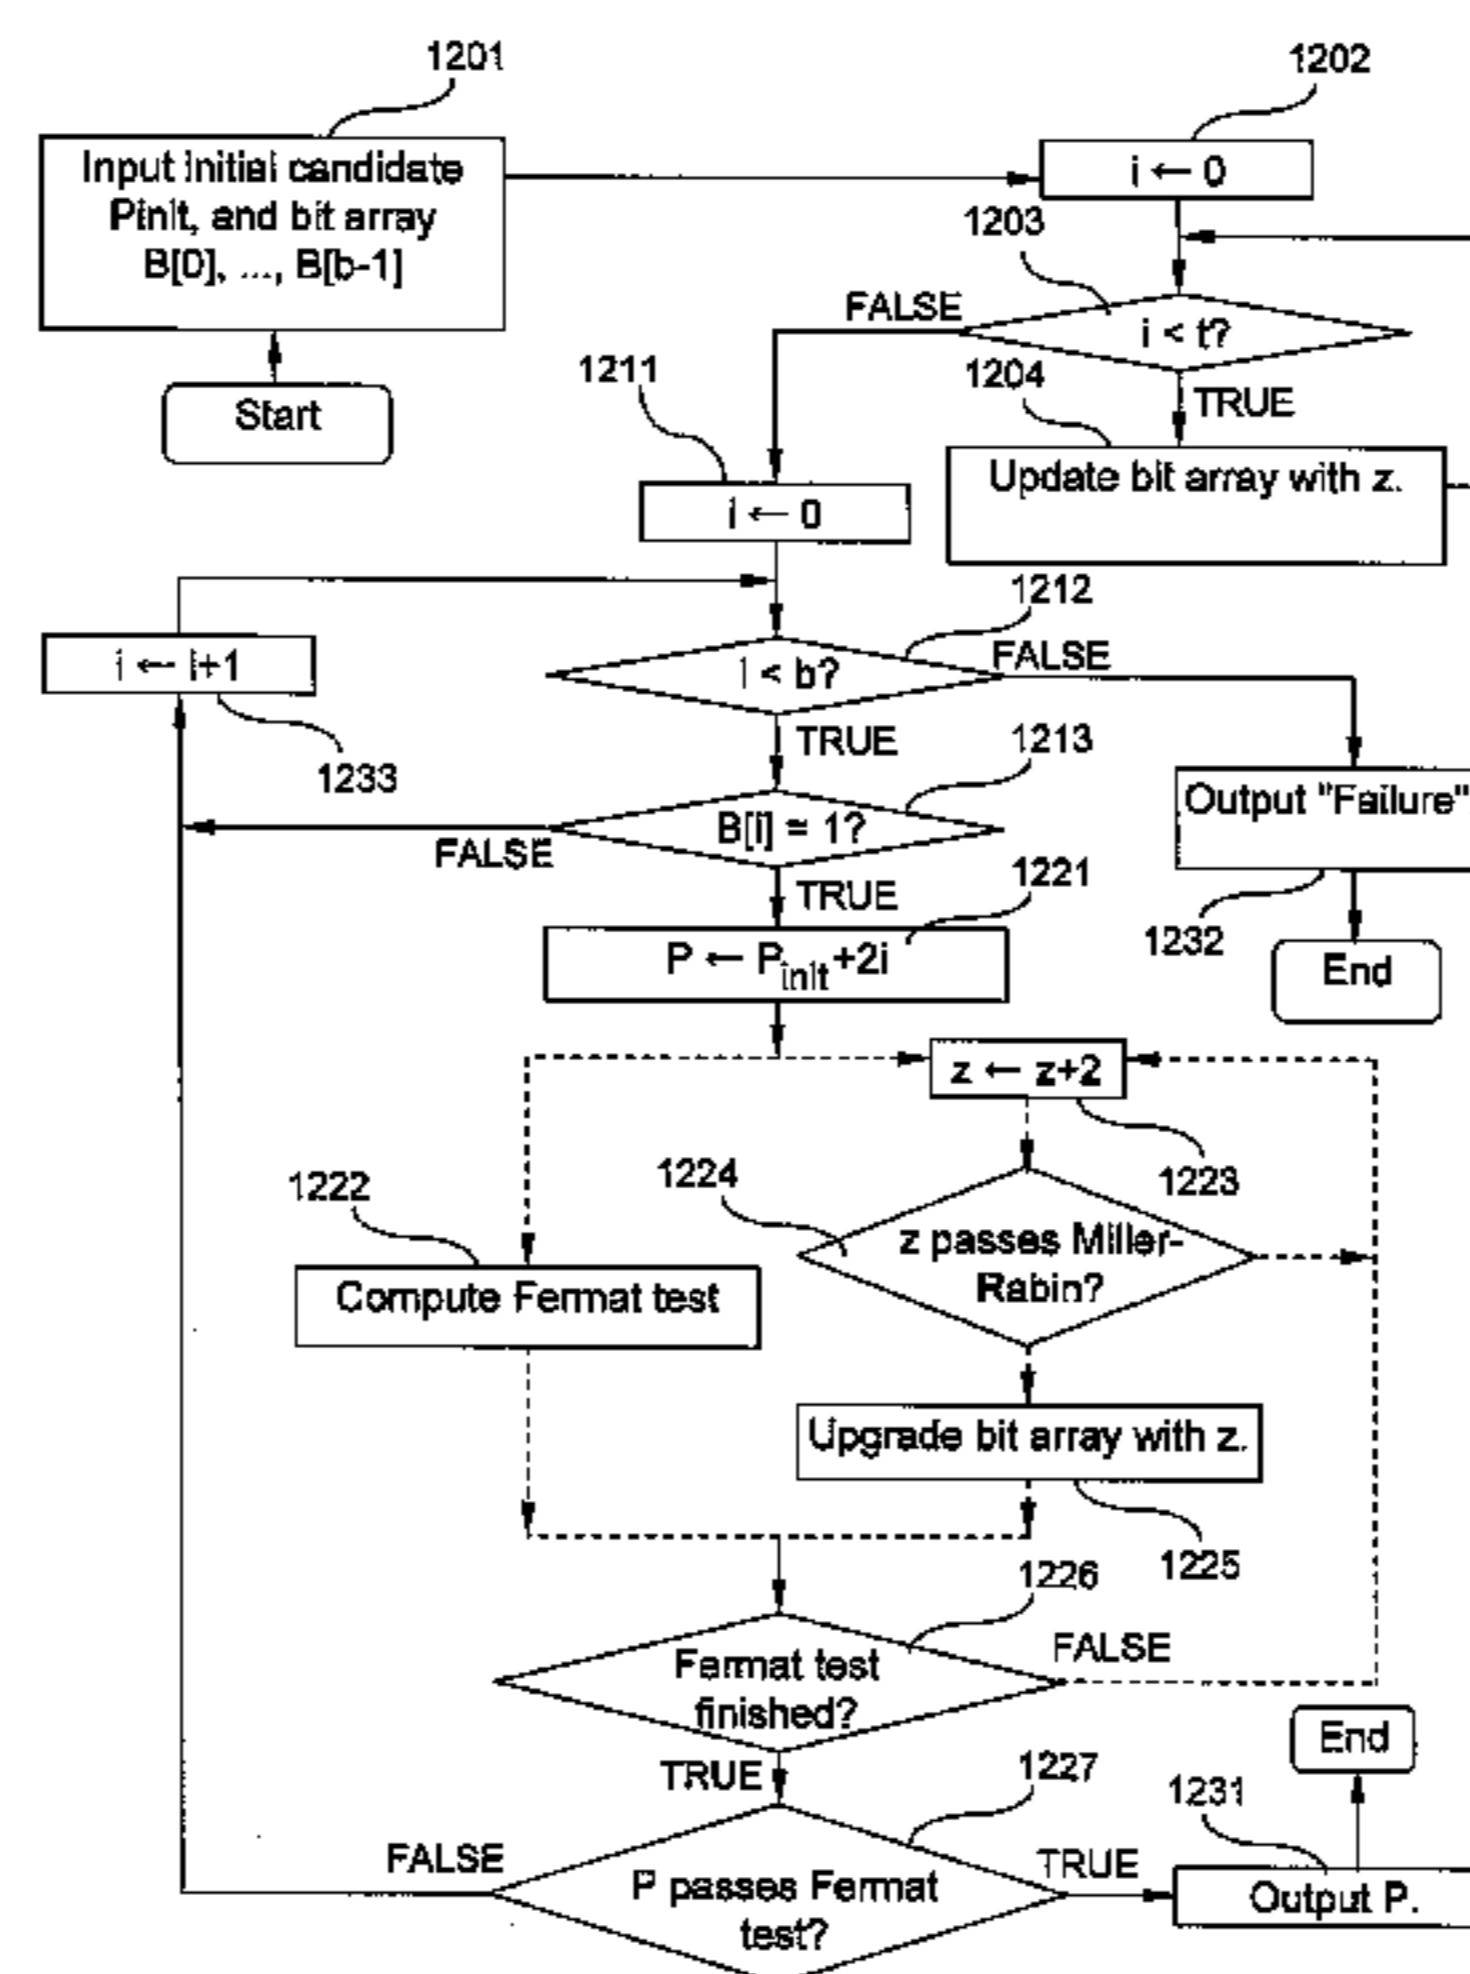 1201
Input initial candidate
Pinit, and bit array
B[0], ..., B[b-1]
Start
1202
i ← 0
1203
i < t?
FALSE
TRUE
1204
Update bit array with z.
1211
i ← 0
1212
i < b?
FALSE
TRUE
i ← i+1
1233
1213
B[i] = 1?
FALSE
TRUE
Output "Failure"
1232
End
1221
P ← Pinit+2i
z ← z+2
1223
1222
Compute Fermat test
1224
z passes Miller-
Rabin?
Upgrade bit array with z.
1225
1226
Fermat test
finished?
FALSE
TRUE
1227
P passes Fermat
test?
FALSE
TRUE
1231
Output P.
End